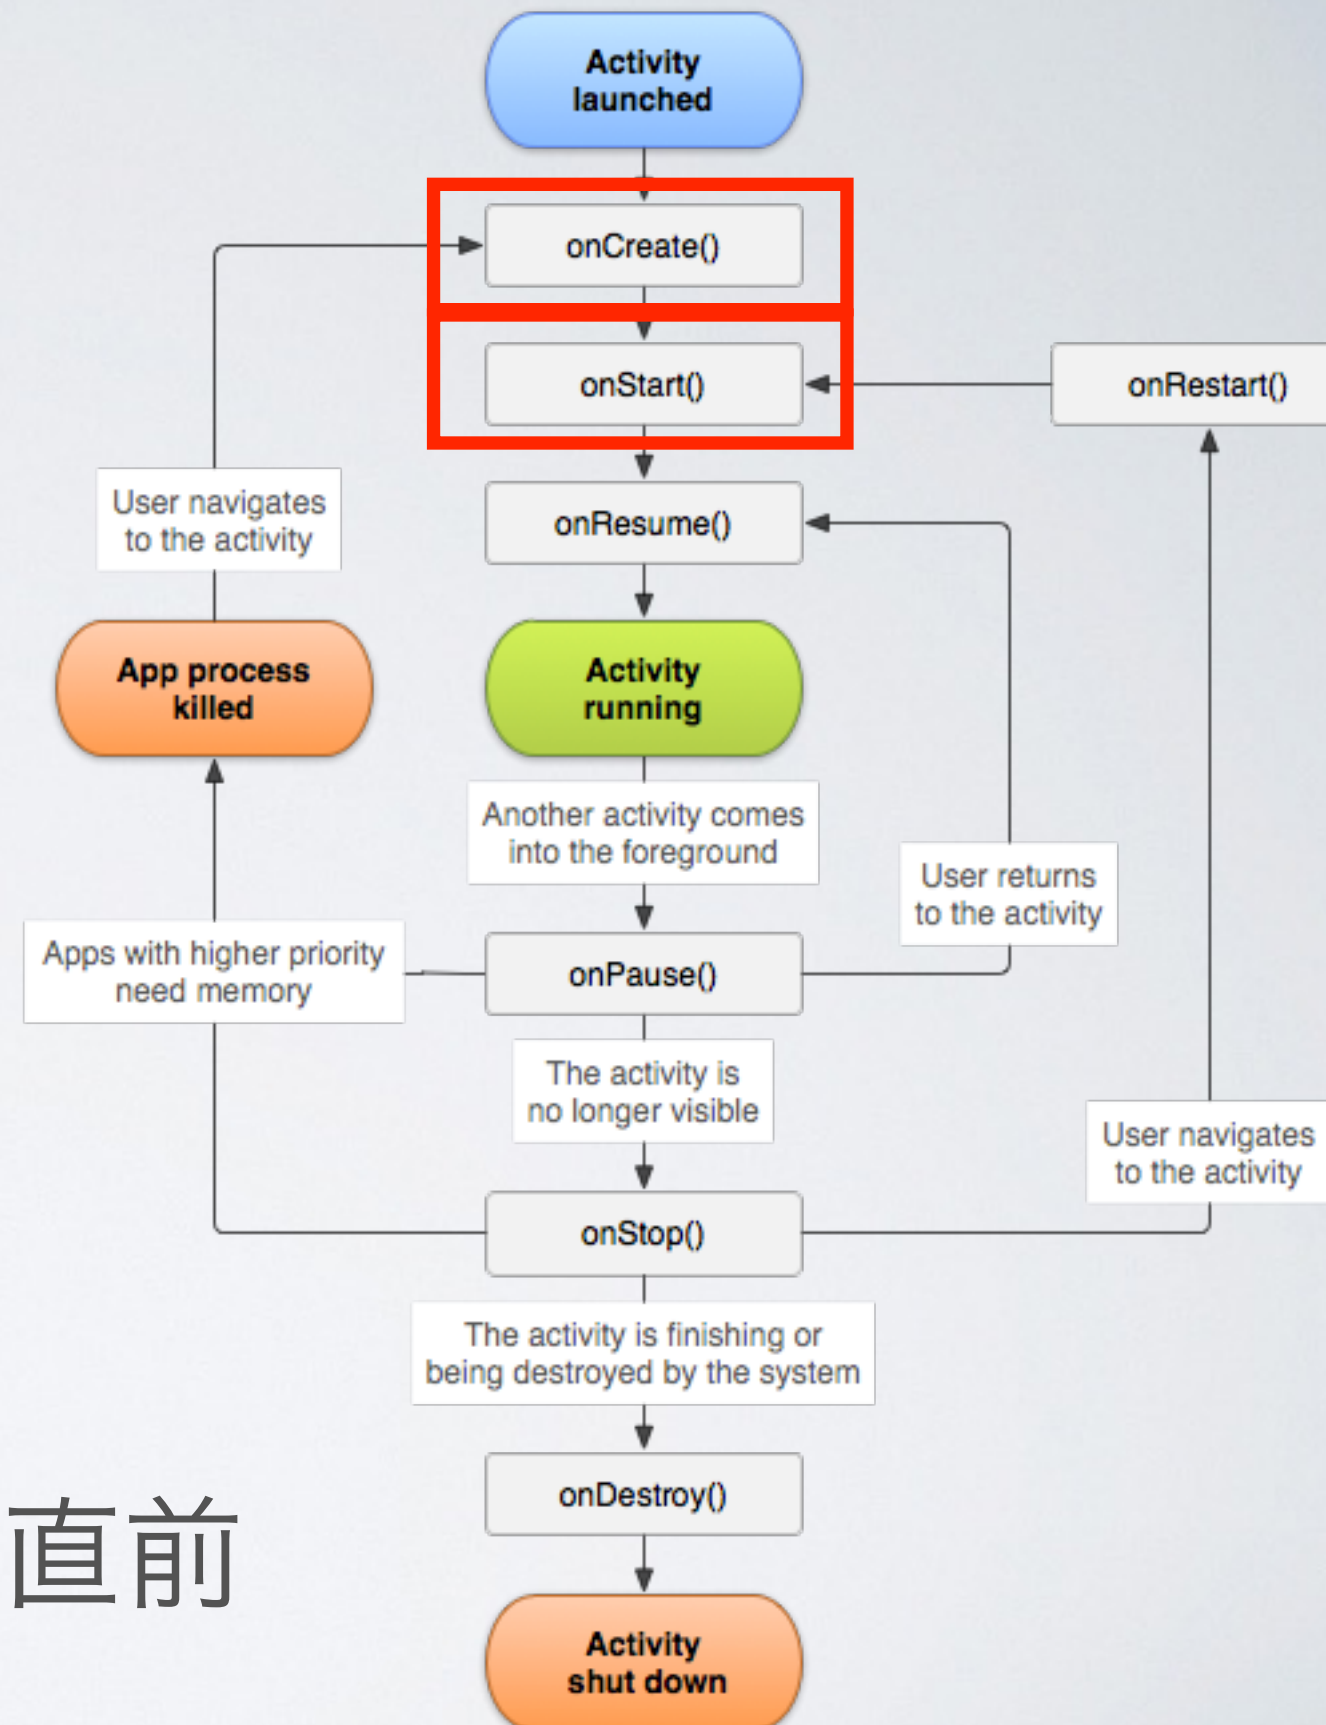 Activity
launched
onCreate()
onStart()
onRestart()
User navigates
to the activity
onResume()
App process
killed
Activity
running
Another activity comes
into the foreground
User returns
to the activity
Apps with higher priority
need memory
onPause()
The activity is
no longer visible
User navigates
to the activity
onStop()
The activity is finishing or
being destroyed by the system
onDestroy()
直前
Activity
shut down